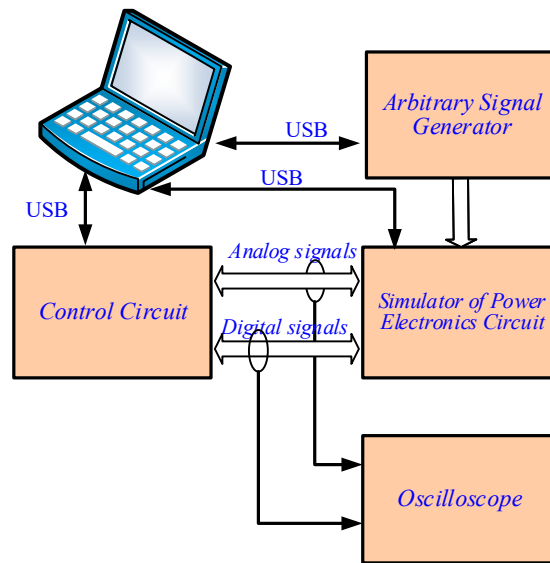 Arbitrary Signal
Generator
USB
USB
USB
Analog signals
Control Circuit
Simulator of Power
Electronics Circuit
Digital signals
Oscilloscope